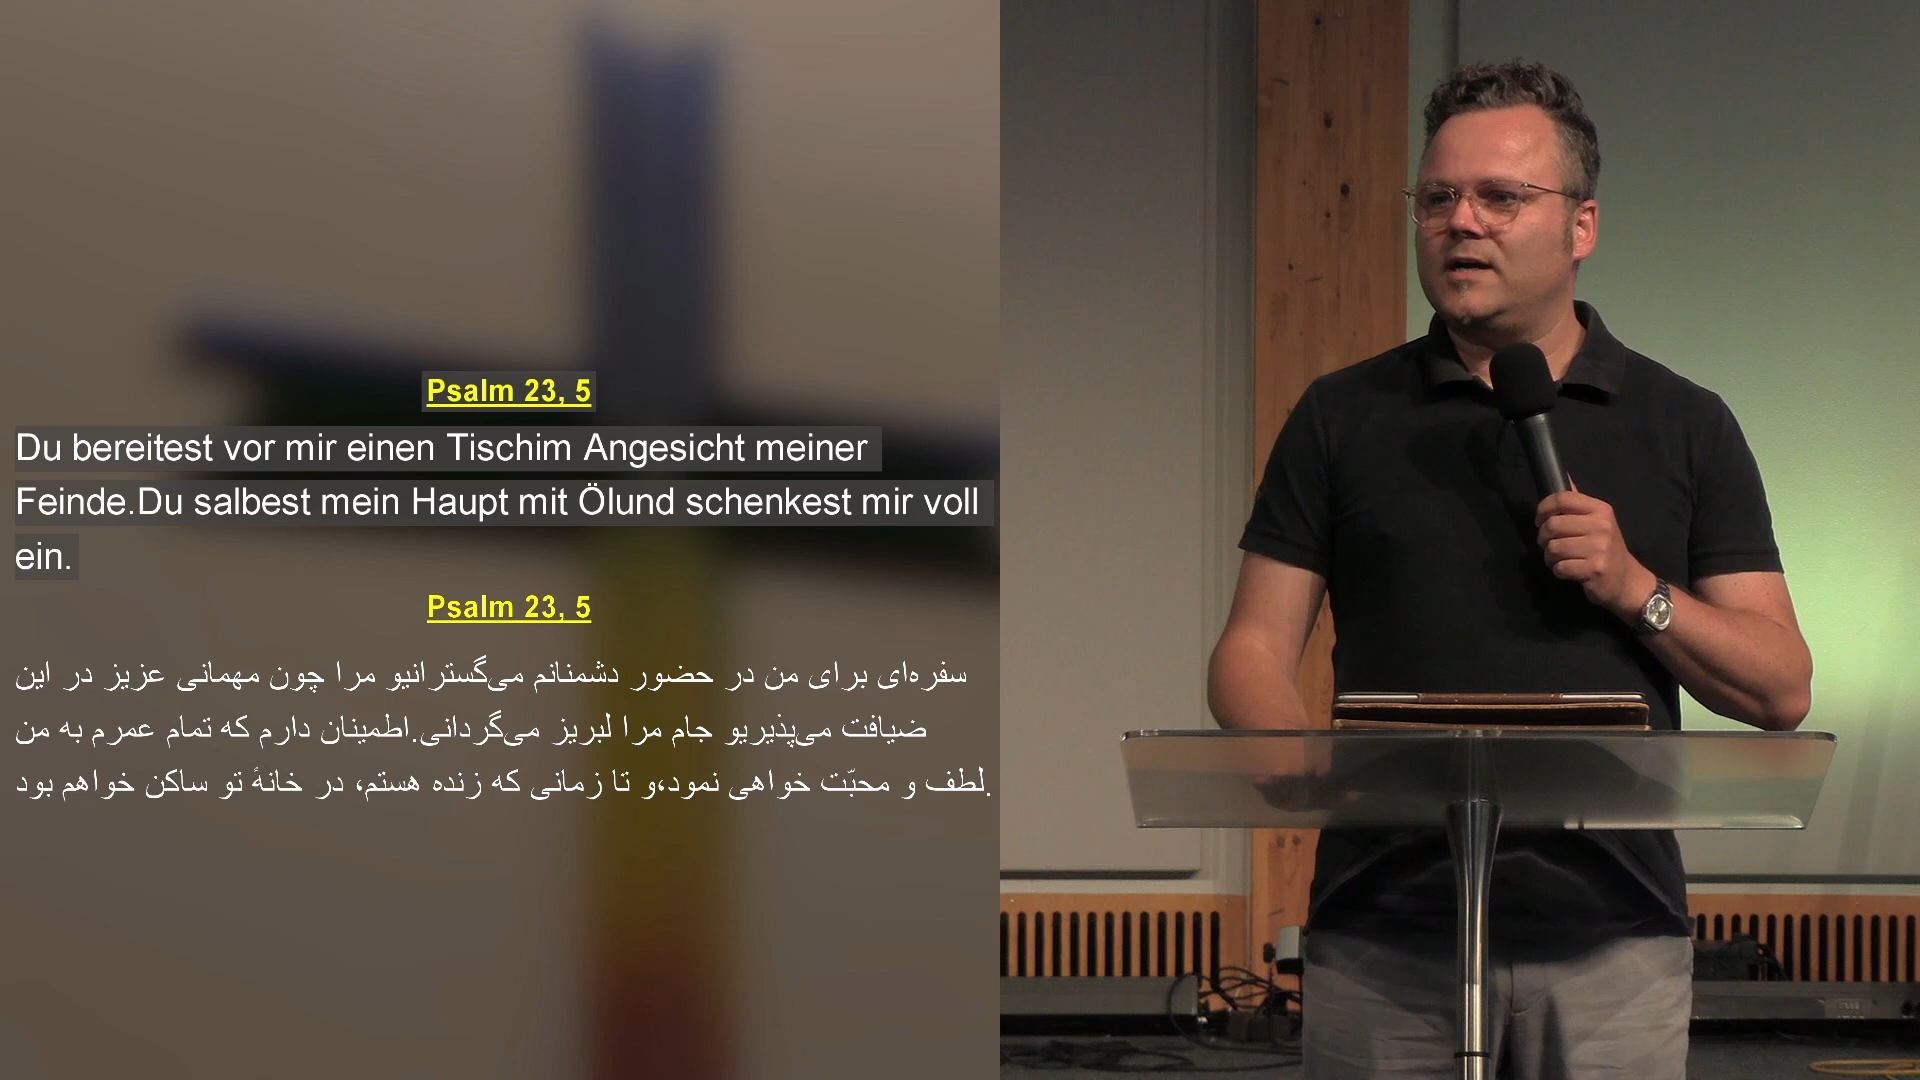 Psalm 23, 5
Du bereitest vor mir einen Tischim Angesicht meiner
Feinde.Du salbest mein Haupt mit Ölund schenkest mir voll
ein.
Psalm 23, 5
سفره‌ای برای من در حضور دشمنانم می‌گسترانیو مرا چون مهمانی عزیز در این
ضیافت می‌پذیریو جام مرا لبریز می‌گردانی.اطمینان دارم که تمام عمرم به من
لطف و محبّت خواهی نمود،و تا زمانی که زنده هستم، در خانهٔ تو ساکن خواهم بود.